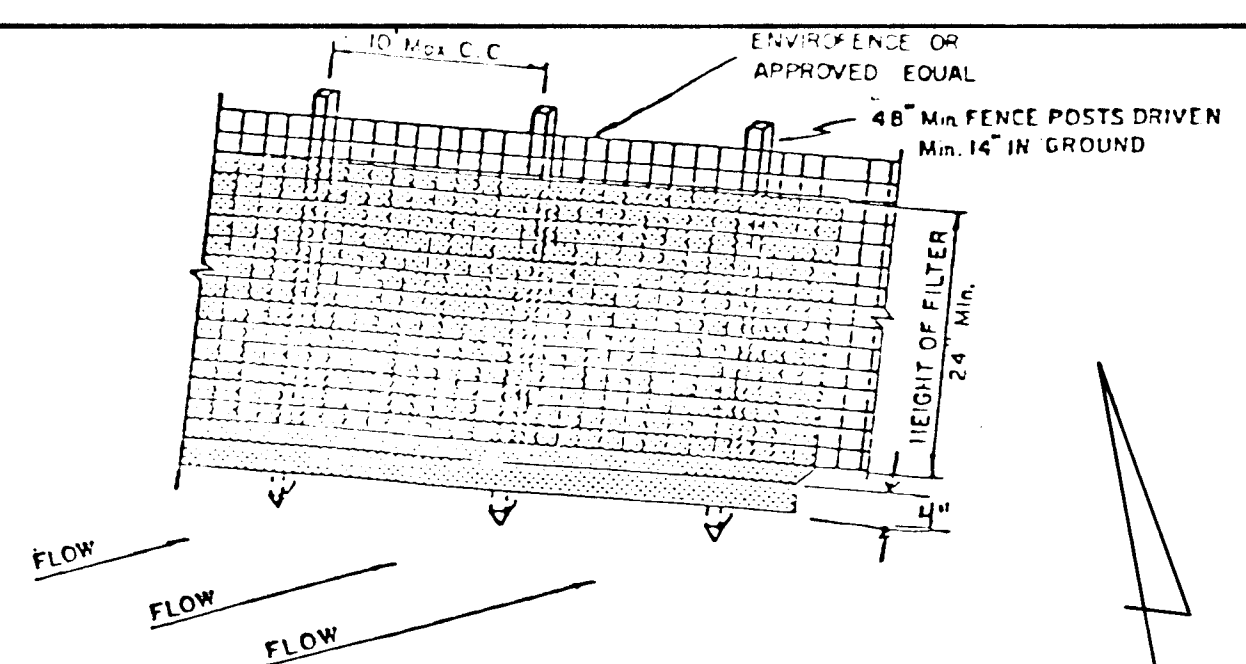 10' Max. C.C.
ENVIROFENCE OR
APPROVED EQUAL
48" Min. FENCE POSTS DRIVEN
Min. 14" IN GROUND
HEIGHT OF FILTER
24" Min.
4"
FLOW
FLOW
FLOW